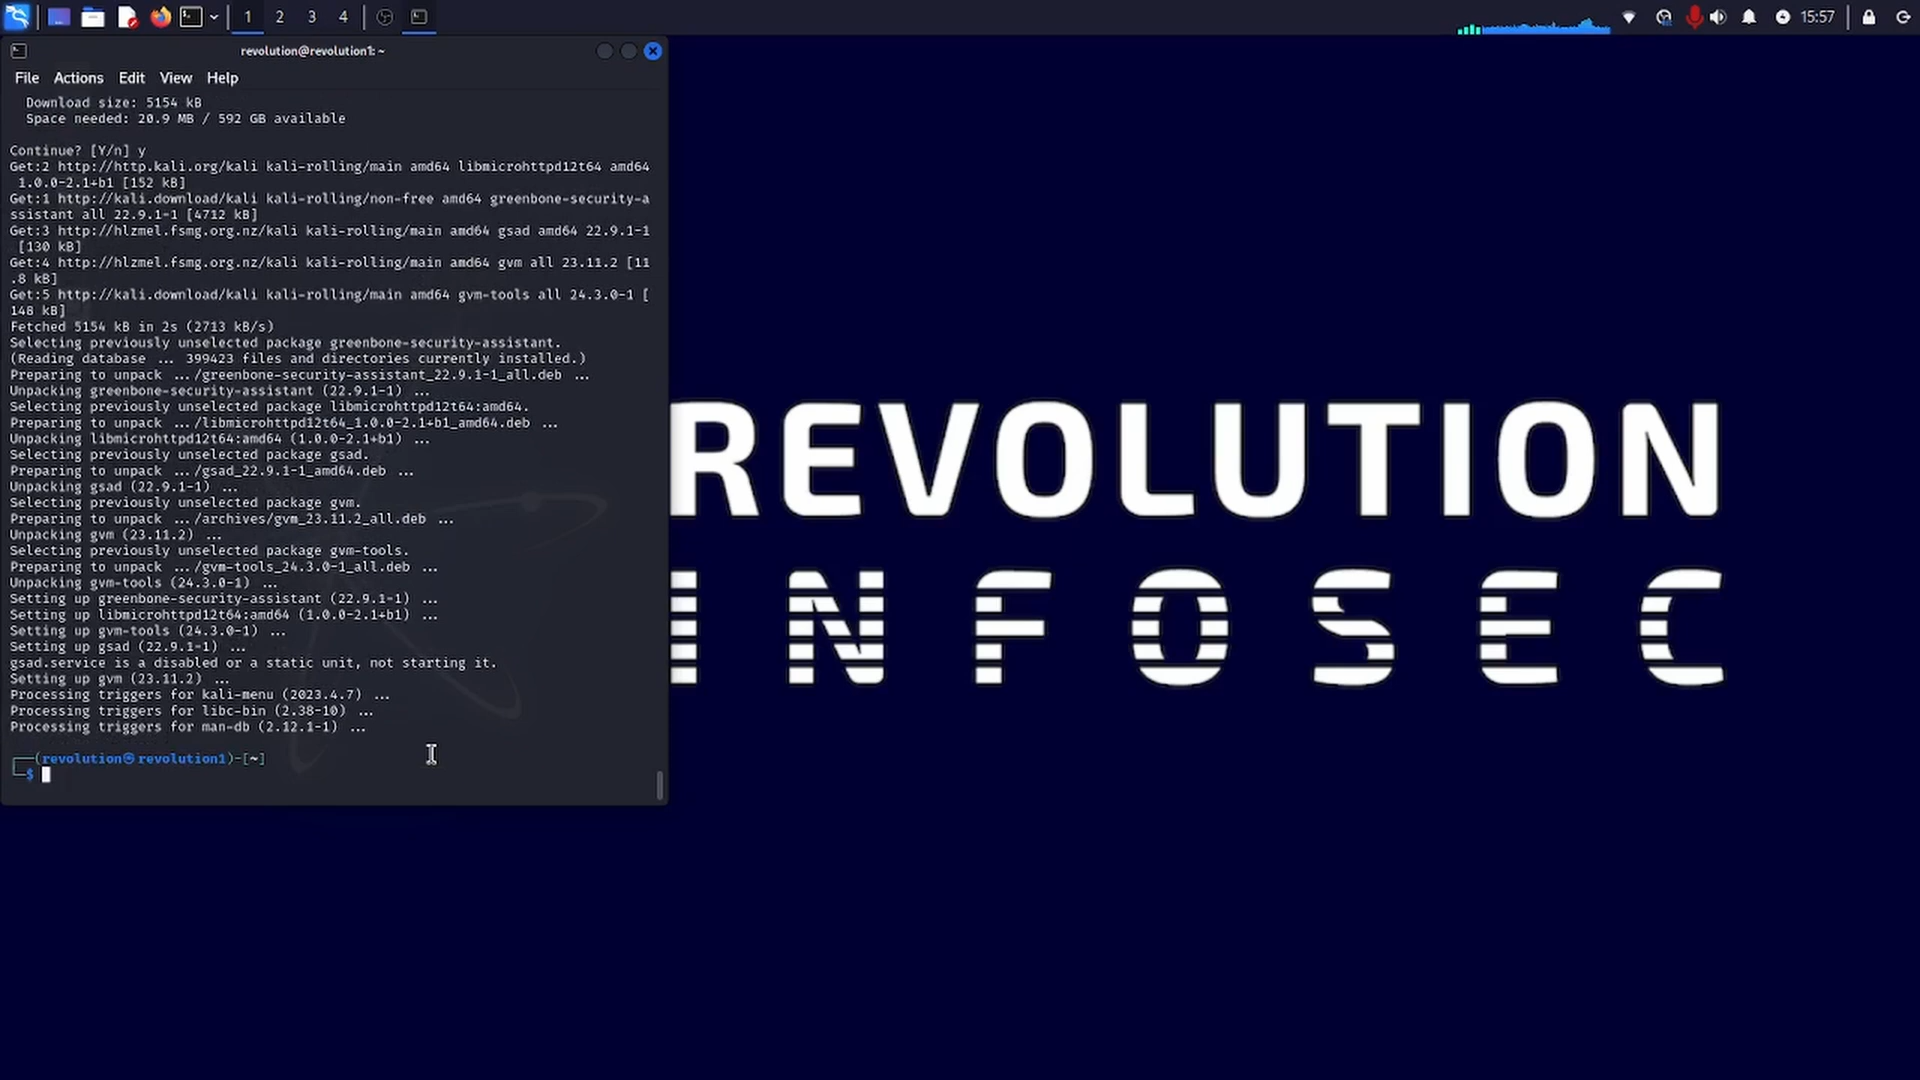 1 2 3 4 15:57
revolution@revolution1: ~
File Actions Edit View Help
Download size: 5154 kB
Space needed: 20.9 MB / 592 GB available
Continue? [Y/n] y
Get:2 http://http.kali.org/kali kali-rolling/main amd64 libmicrohttpd12t64 amd64
1.0.0-2.1+b1 [152 kB]
Get:1 http://kali.download/kali kali-rolling/non-free amd64 greenbone-security-a
ssistant all 22.9.1-1 [4712 kB]
Get:3 http://hlzmel.fsmg.org.nz/kali kali-rolling/main amd64 gsad amd64 22.9.1-1
[130 kB]
Get:4 http://hlzmel.fsmg.org.nz/kali kali-rolling/main amd64 gvm all 23.11.2 [11
.8 kB]
Get:5 http://kali.download/kali kali-rolling/main amd64 gvm-tools all 24.3.0-1 [
148 kB]
Fetched 5154 kB in 2s (2713 kB/s)
Selecting previously unselected package greenbone-security-assistant.
(Reading database ... 399423 files and directories currently installed.)
Preparing to unpack .../greenbone-security-assistant_22.9.1-1_all.deb ...
Unpacking greenbone-security-assistant (22.9.1-1) ...
Selecting previously unselected package libmicrohttpd12t64:amd64.
Preparing to unpack .../libmicrohttpd12t64_1.0.0-2.1+b1_amd64.deb ...
Unpacking libmicrohttpd12t64:amd64 (1.0.0-2.1+b1) ...
Selecting previously unselected package gsad.
Preparing to unpack .../gsad_22.9.1-1_amd64.deb ...
Unpacking gsad (22.9.1-1) ...
Selecting previously unselected package gvm.
Preparing to unpack .../archives/gvm_23.11.2_all.deb ...
Unpacking gvm (23.11.2) ...
Selecting previously unselected package gvm-tools.
Preparing to unpack .../gvm-tools_24.3.0-1_all.deb ...
Unpacking gvm-tools (24.3.0-1) ...
Setting up greenbone-security-assistant (22.9.1-1) ...
Setting up libmicrohttpd12t64:amd64 (1.0.0-2.1+b1) ...
Setting up gvm-tools (24.3.0-1) ...
Setting up gsad (22.9.1-1) ...
gsad.service is a disabled or a static unit, not starting it.
Setting up gvm (23.11.2) ...
Processing triggers for kali-menu (2023.4.7) ...
Processing triggers for libc-bin (2.38-10) ...
Processing triggers for man-db (2.12.1-1) ...
┌──(revolution㉿revolution1)-[~]
└─$
REVOLUTION
INFOSEC